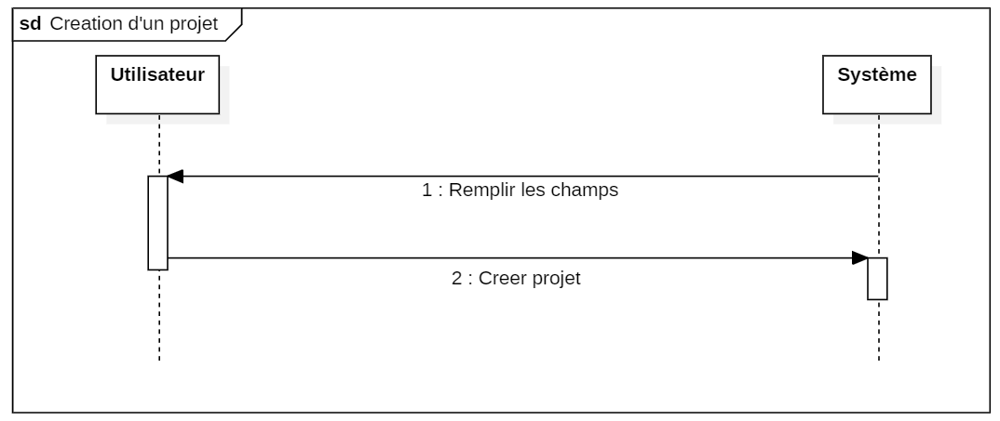 sd Creation d'un projet
Utilisateur
Système
1 : Remplir les champs
2 : Creer projet